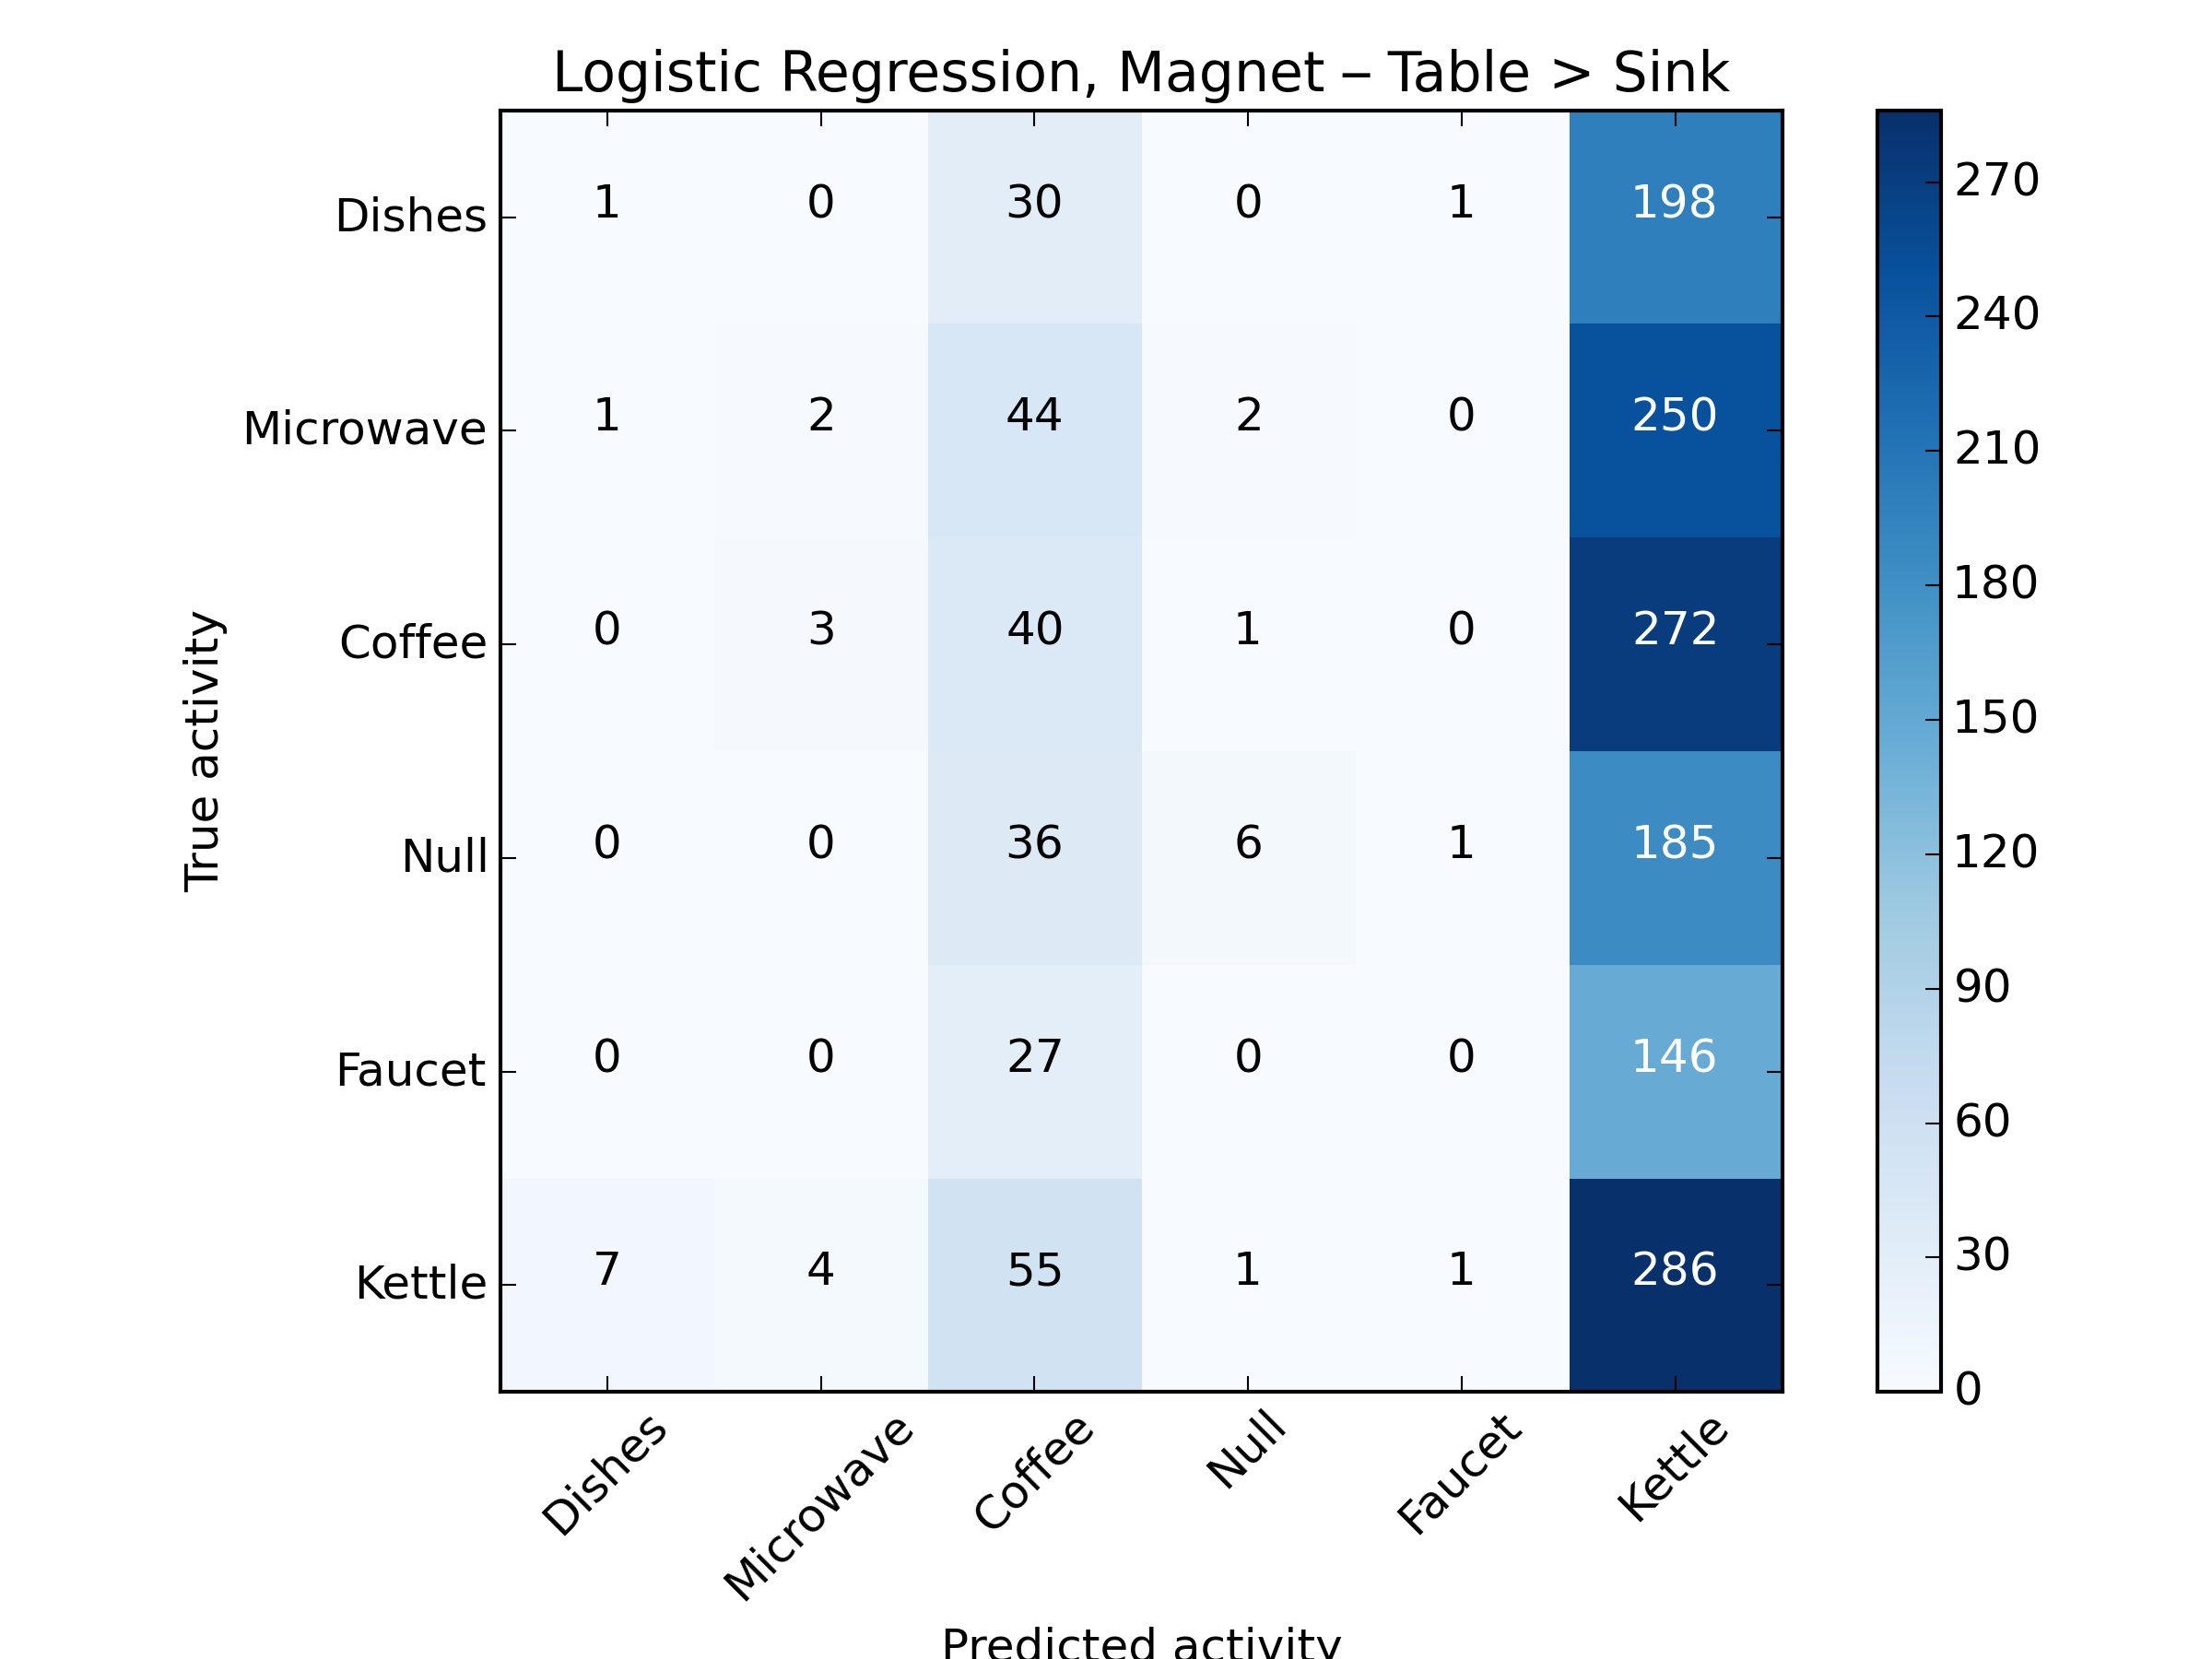 Logistic Regression, Magnet – Table > Sink
Dishes 1 0 30 0 1 198
Microwave 1 2 44 2 0 250
Coffee 0 3 40 1 0 272
Null 0 0 36 6 1 185
Faucet 0 0 27 0 0 146
Kettle 7 4 55 1 1 286
True activity
Dishes Microwave Coffee Null Faucet Kettle
Predicted activity
270
240
210
180
150
120
90
60
30
0